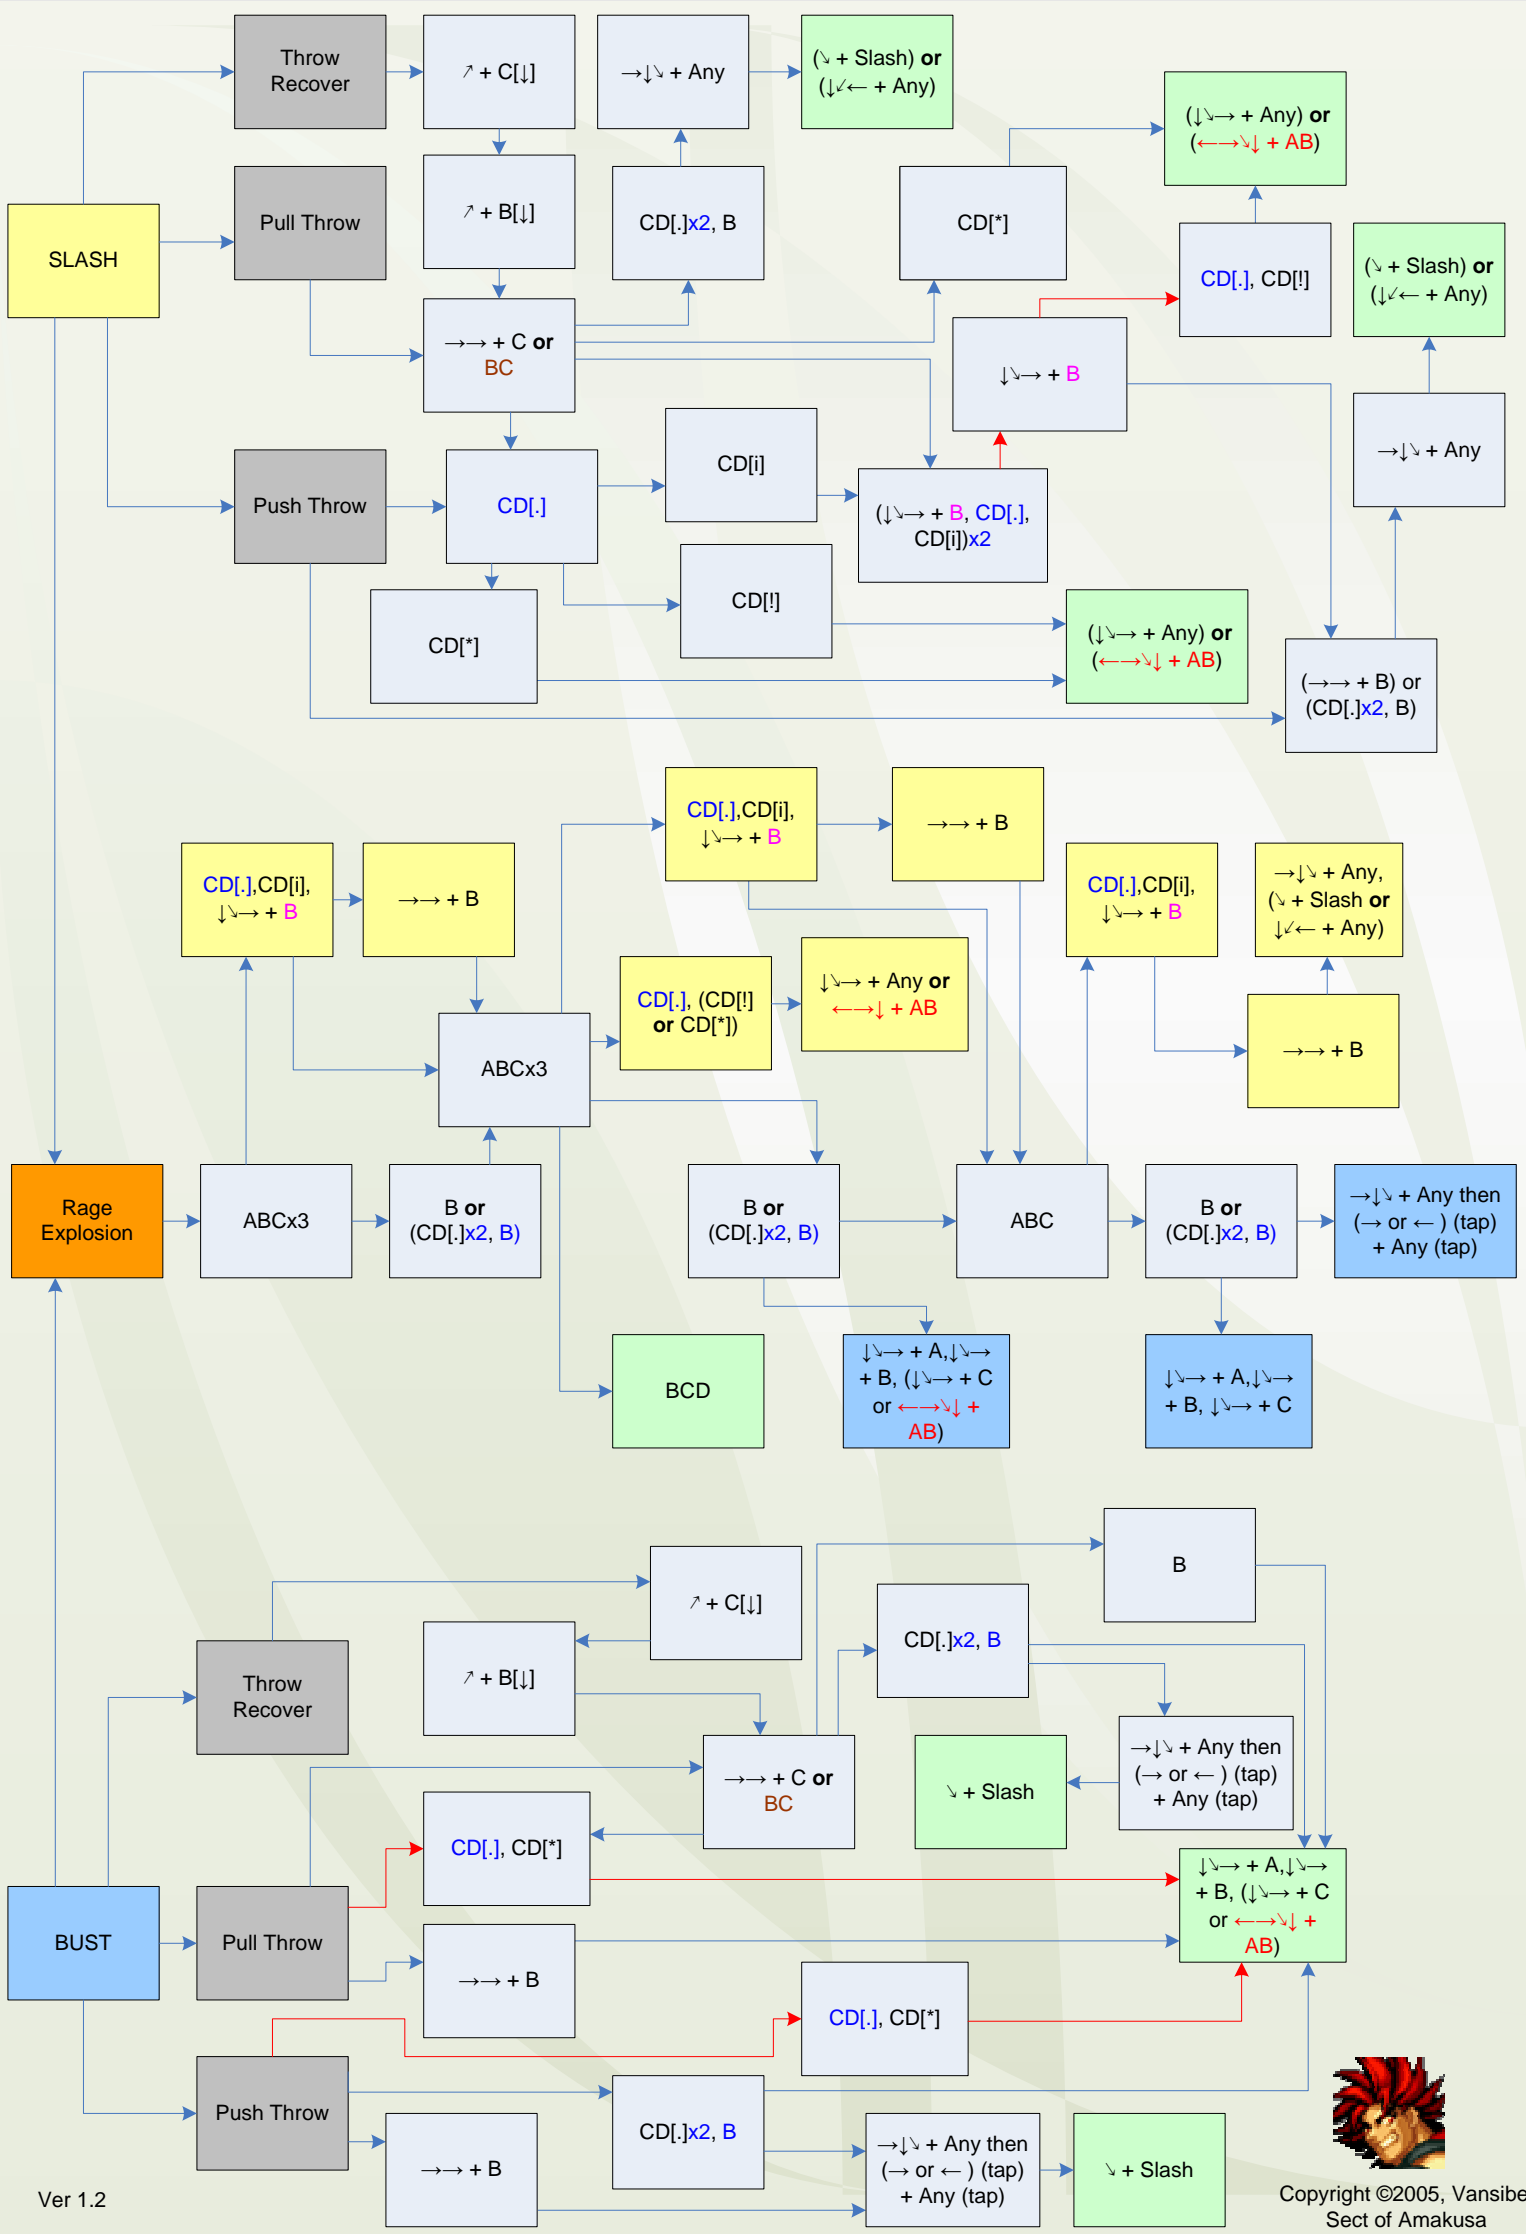 Throw
Recover
↗ + C[↓]
→↓↘ + Any
(↘ + Slash) or
(↓↙← + Any)
(↓↘→ + Any) or
(←→↘↓ + AB)
Pull Throw
↗ + B[↓]
CD[.]x2, B
CD[*]
SLASH
CD[.], CD[!]
(↘ + Slash) or
(↓↙← + Any)
→→ + C or
BC
↓↘→ + B
→↓↘ + Any
Push Throw
CD[.]
CD[i]
(↓↘→ + B, CD[.],
CD[i])x2
CD[!]
CD[*]
(↓↘→ + Any) or
(←→↘↓ + AB)
(→→ + B) or
(CD[.]x2, B)
CD[.],CD[i],
↓↘→ + B
→→ + B
CD[.],CD[i],
↓↘→ + B
→→ + B
CD[.],CD[i],
↓↘→ + B
→↓↘ + Any,
(↘ + Slash or
↓↙← + Any)
CD[.], (CD[!]
or CD[*])
↓↘→ + Any or
←→↓ + AB
ABCx3
→→ + B
Rage
Explosion
ABCx3
B or
(CD[.]x2, B)
B or
(CD[.]x2, B)
ABC
B or
(CD[.]x2, B)
→↓↘ + Any then
(→ or ← ) (tap)
+ Any (tap)
BCD
↓↘→ + A,↓↘→
+ B, (↓↘→ + C
or ←→↘↓ +
AB)
↓↘→ + A,↓↘→
+ B, ↓↘→ + C
B
↗ + C[↓]
CD[.]x2, B
↗ + B[↓]
Throw
Recover
→→ + C or
BC
↘ + Slash
→↓↘ + Any then
(→ or ← ) (tap)
+ Any (tap)
CD[.], CD[*]
↓↘→ + A,↓↘→
+ B, (↓↘→ + C
or ←→↘↓ +
AB)
BUST
Pull Throw
→→ + B
CD[.], CD[*]
Push Throw
CD[.]x2, B
→→ + B
→↓↘ + Any then
(→ or ← ) (tap)
+ Any (tap)
↘ + Slash
Ver 1.2
Copyright ©2005, Vansibe
Sect of Amakusa